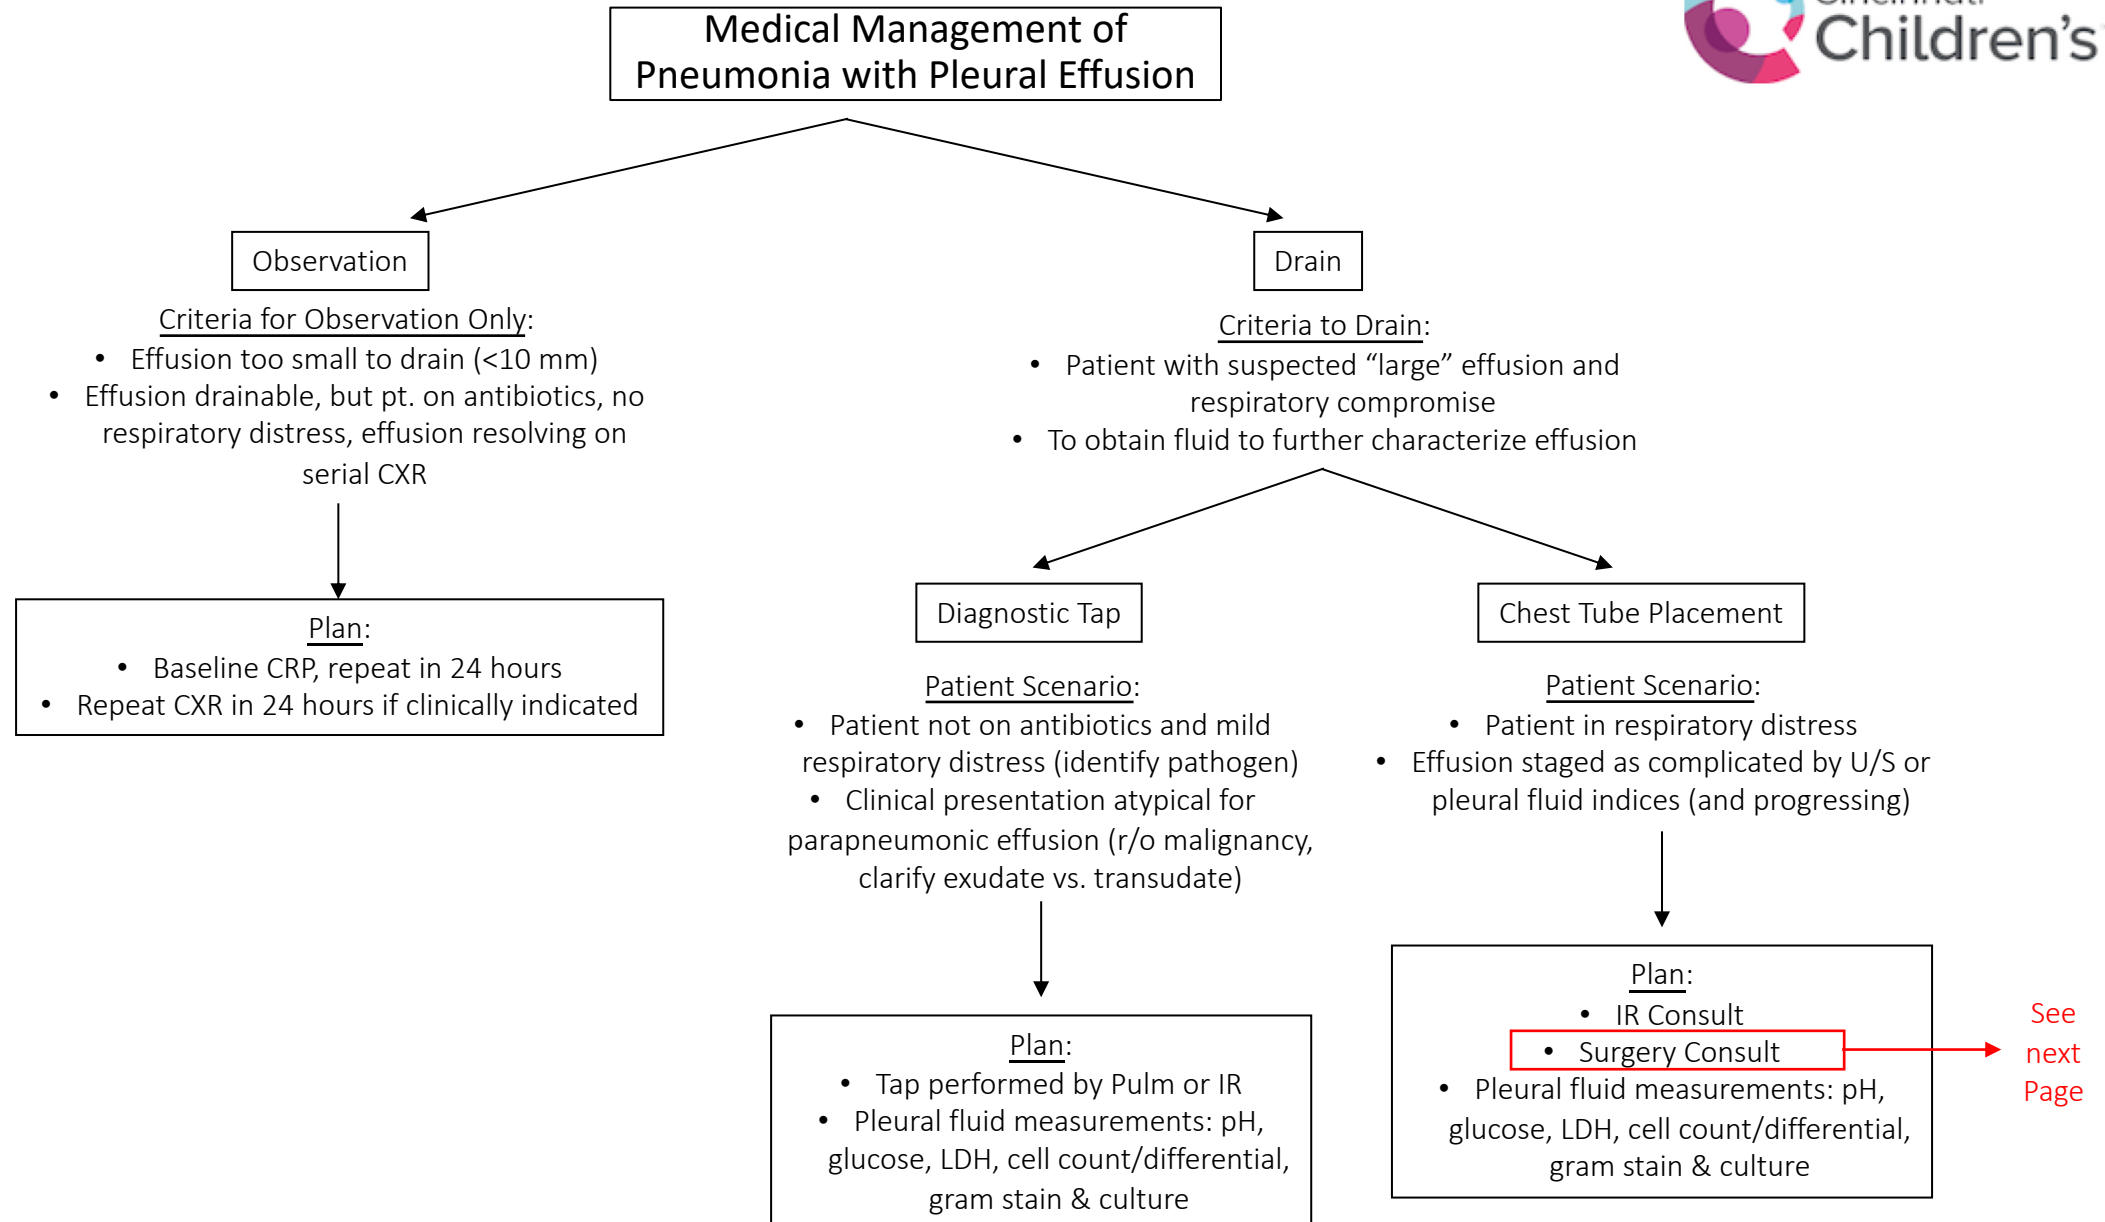 Cincinnati
Children's
Medical Management of
Pneumonia with Pleural Effusion
Observation
Criteria for Observation Only:
• Effusion too small to drain (<10 mm)
• Effusion drainable, but pt. on antibiotics, no
respiratory distress, effusion resolving on
serial CXR
Plan:
• Baseline CRP, repeat in 24 hours
• Repeat CXR in 24 hours if clinically indicated
Drain
Criteria to Drain:
• Patient with suspected “large” effusion and
respiratory compromise
• To obtain fluid to further characterize effusion
Diagnostic Tap
Patient Scenario:
• Patient not on antibiotics and mild
respiratory distress (identify pathogen)
• Clinical presentation atypical for
parapneumonic effusion (r/o malignancy,
clarify exudate vs. transudate)
Plan:
• Tap performed by Pulm or IR
• Pleural fluid measurements: pH,
glucose, LDH, cell count/differential,
gram stain & culture
Chest Tube Placement
Patient Scenario:
• Patient in respiratory distress
• Effusion staged as complicated by U/S or
pleural fluid indices (and progressing)
Plan:
• IR Consult
• Surgery Consult
• Pleural fluid measurements: pH,
glucose, LDH, cell count/differential,
gram stain & culture
See
next
Page